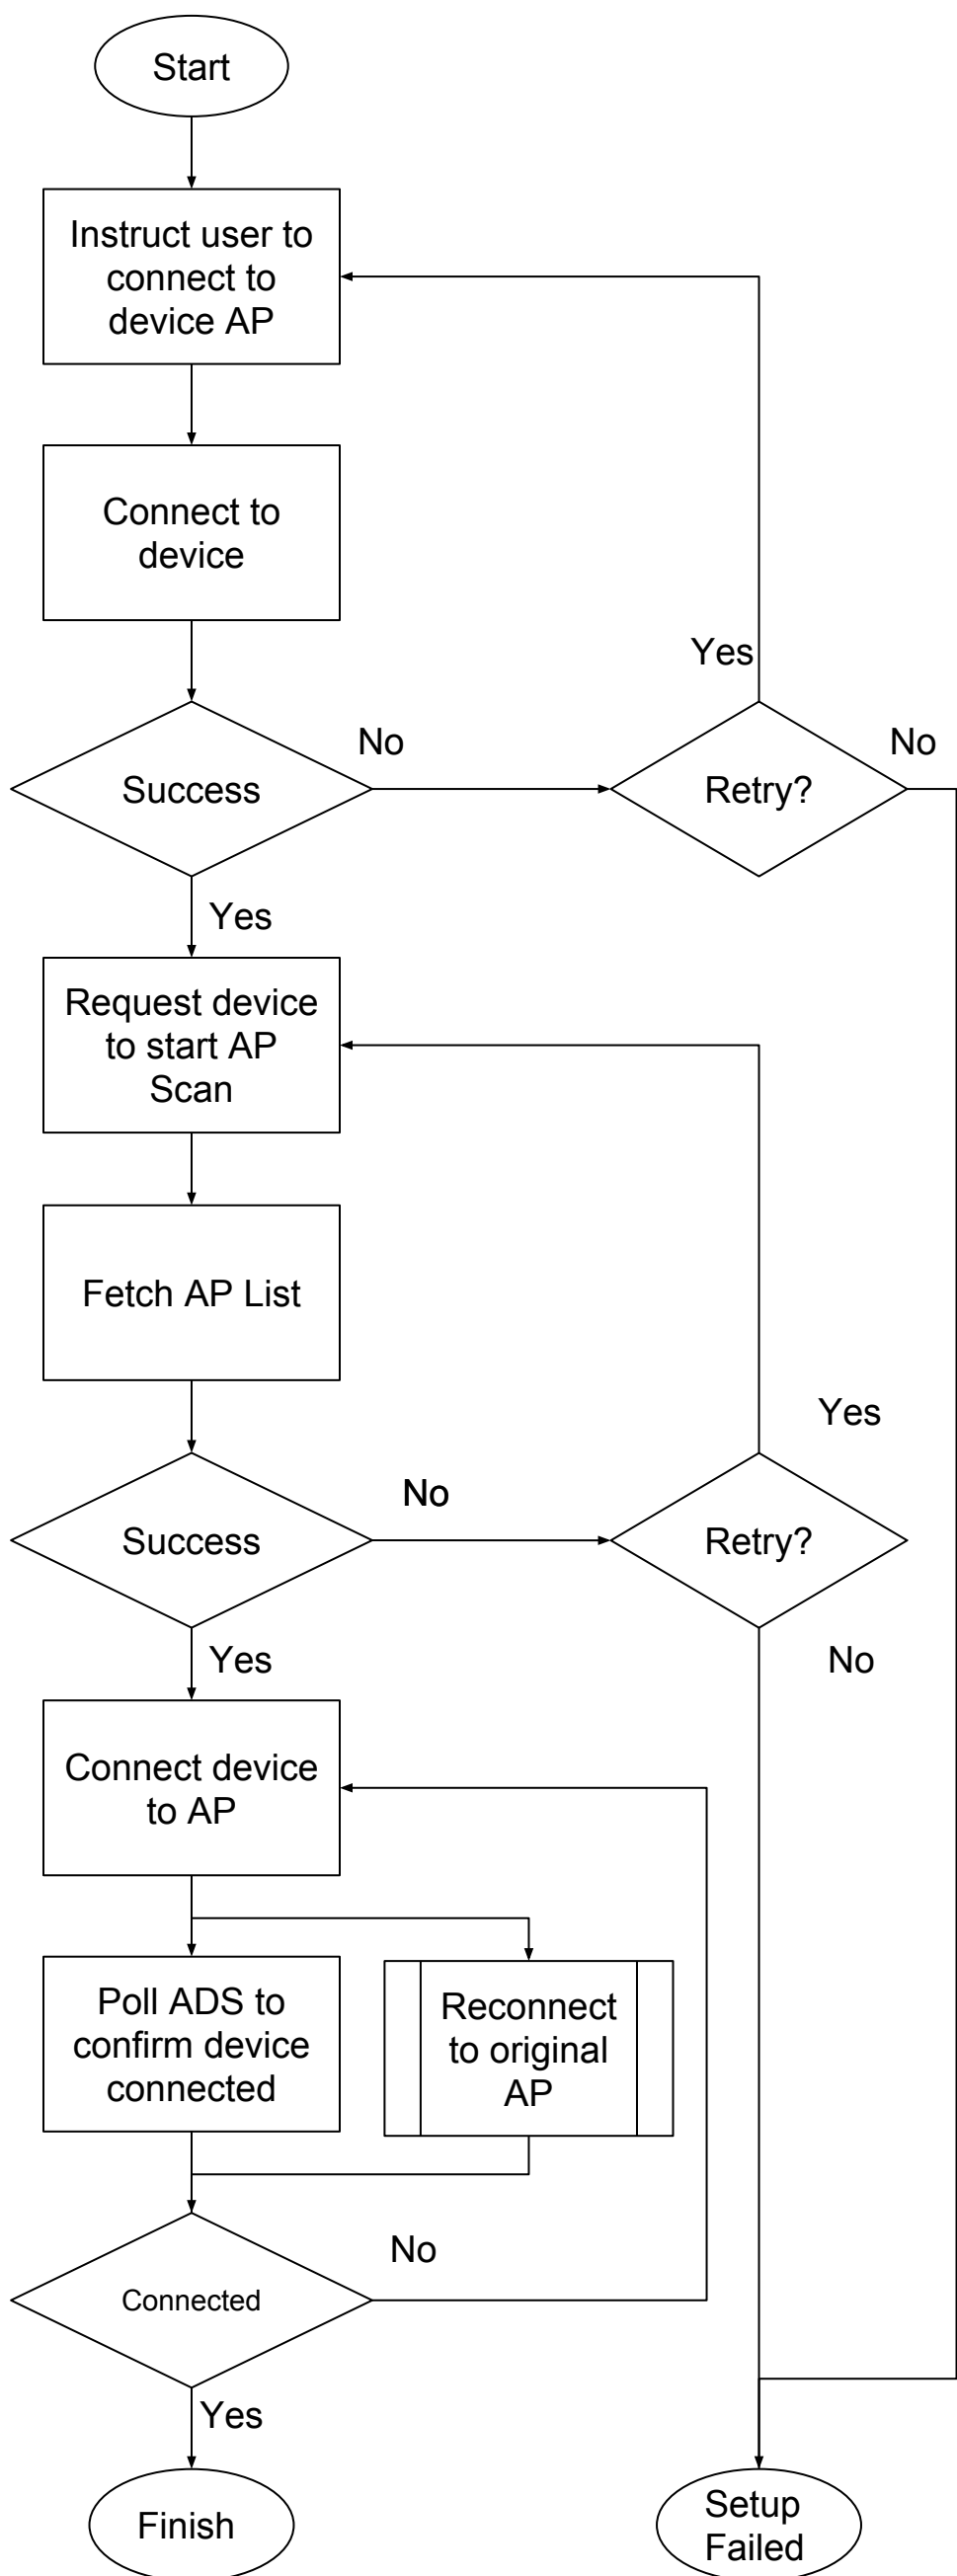 Start
Instruct user to
connect to
device AP
Connect to
device
Yes
No
No
Success
Retry?
Yes
Request device
to start AP
Scan
Fetch AP List
Yes
No
Success
Retry?
Yes
No
Connect device
to AP
Poll ADS to
confirm device
connected
Reconnect
to original
AP
No
Connected
Yes
Finish
Setup
Failed